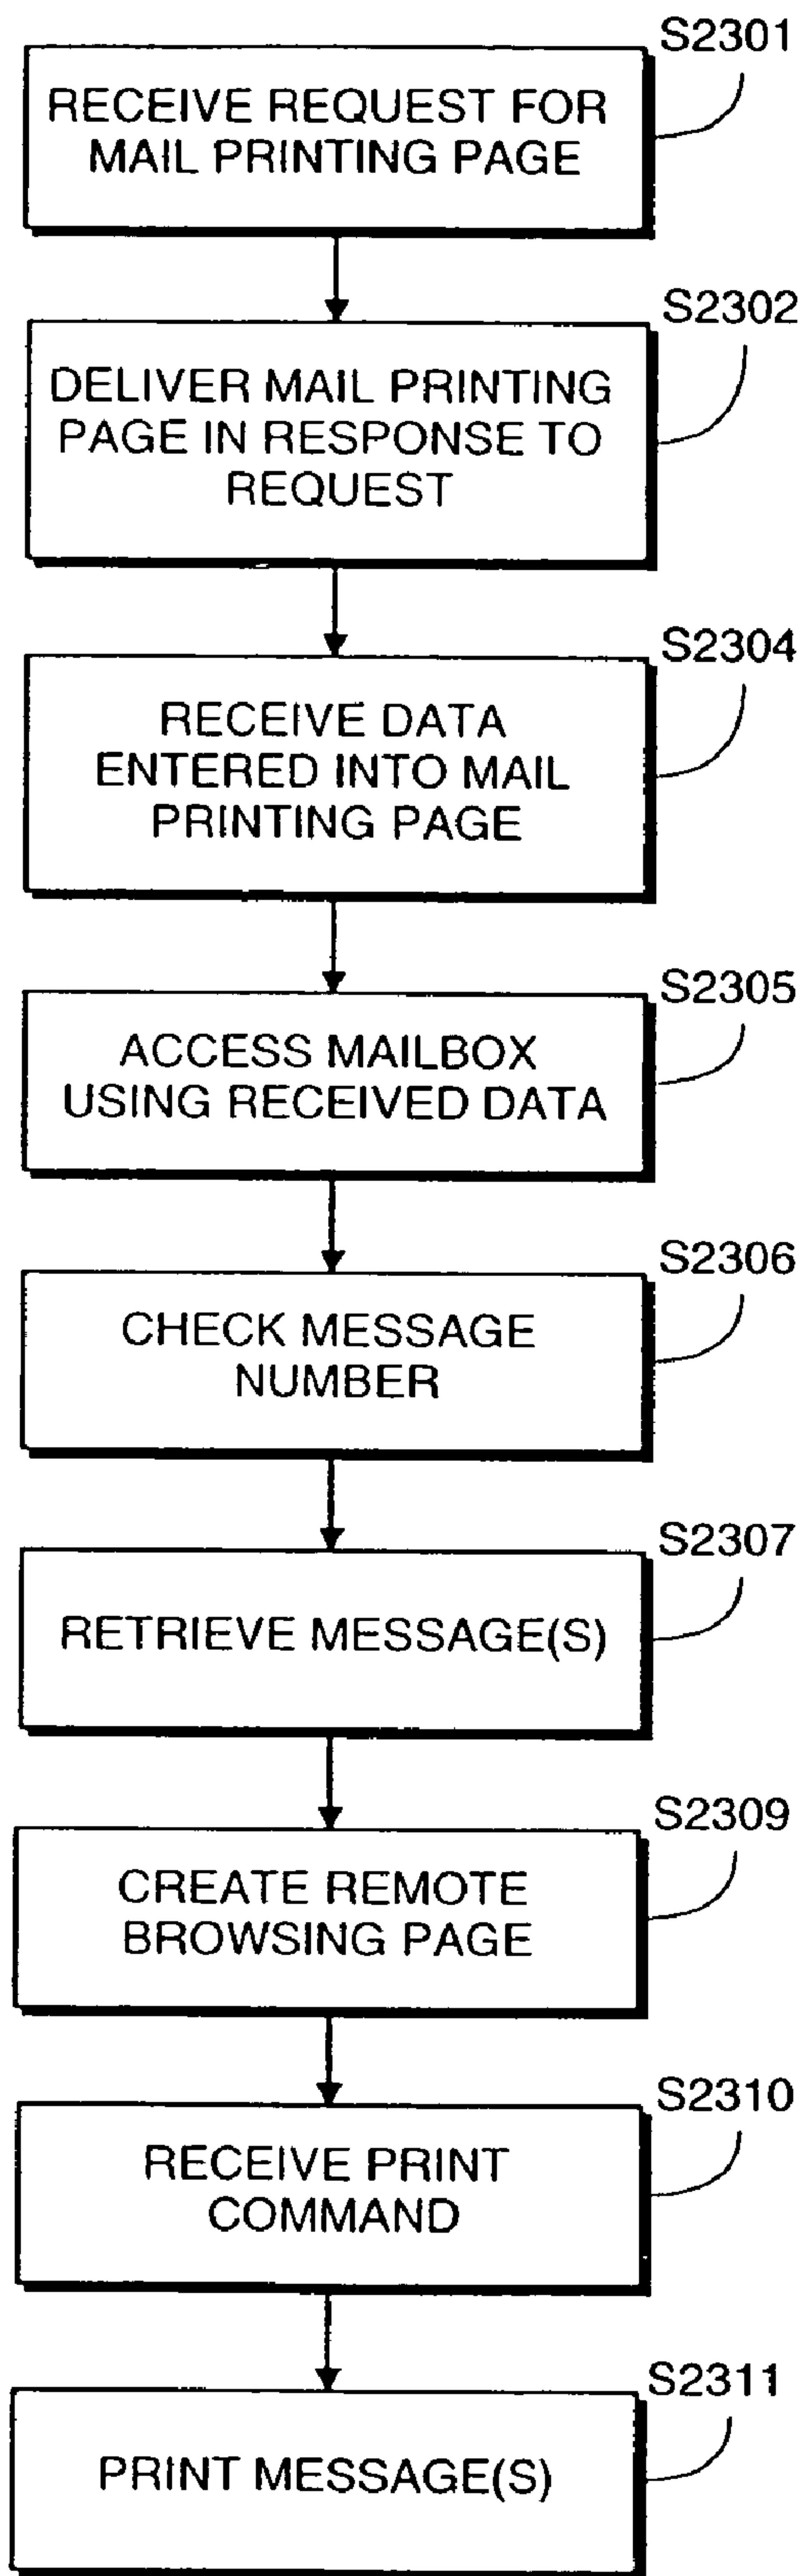 S2301
RECEIVE REQUEST FOR
MAIL PRINTING PAGE
S2302
DELIVER MAIL PRINTING
PAGE IN RESPONSE TO
REQUEST
S2304
RECEIVE DATA
ENTERED INTO MAIL
PRINTING PAGE
S2305
ACCESS MAILBOX
USING RECEIVED DATA
S2306
CHECK MESSAGE
NUMBER
S2307
RETRIEVE MESSAGE(S)
S2309
CREATE REMOTE
BROWSING PAGE
S2310
RECEIVE PRINT
COMMAND
S2311
PRINT MESSAGE(S)